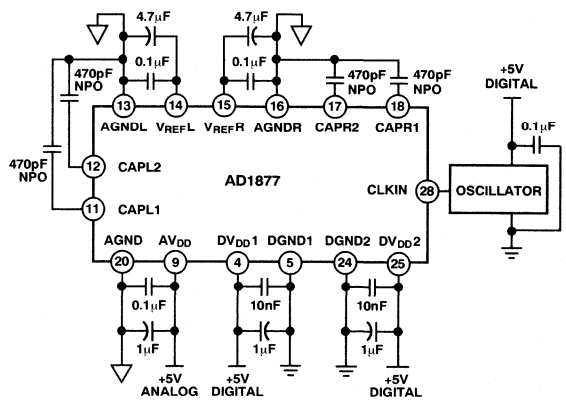 4.7µF
4.7µF
0.1µF
0.1µF
470pF
NPO
470pF
NPO
470pF
NPO
+5V
DIGITAL
13
14
15
16
17
18
AGNDL
VREFL
VREFR
AGNDR
CAPR2
CAPR1
0.1µF
470pF
NPO
12
CAPL2
AD1877
CLKIN
28
OSCILLATOR
11
CAPL1
AGND
AVDD
DVDD1
DGND1
DGND2
DVDD2
20
9
4
5
24
25
0.1µF
10nF
10nF
1µF
1µF
1µF
+5V
ANALOG
+5V
DIGITAL
+5V
DIGITAL